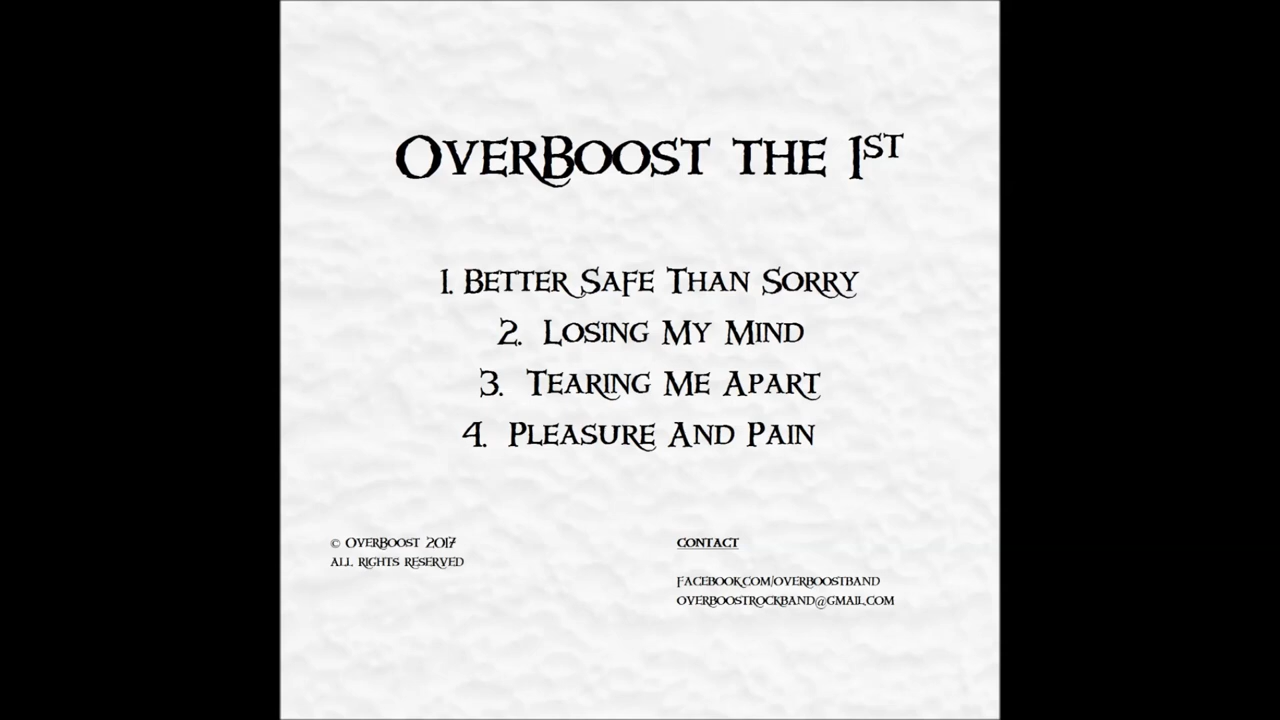 OverBoost the 1st
1. Better Safe Than Sorry
2. Losing My Mind
3. Tearing Me Apart
4. Pleasure And Pain
© OverBoost 2017
all rights reserved
contact
facebook.com/overboostband
overboostrockband@gmail.com